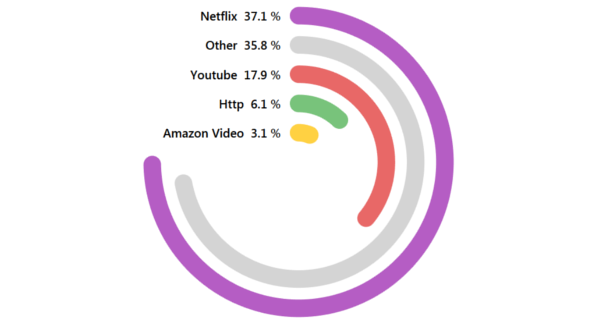 Netflix 37.1 %
Other 35.8 %
Youtube 17.9 %
Http 6.1 %
Amazon Video 3.1 %